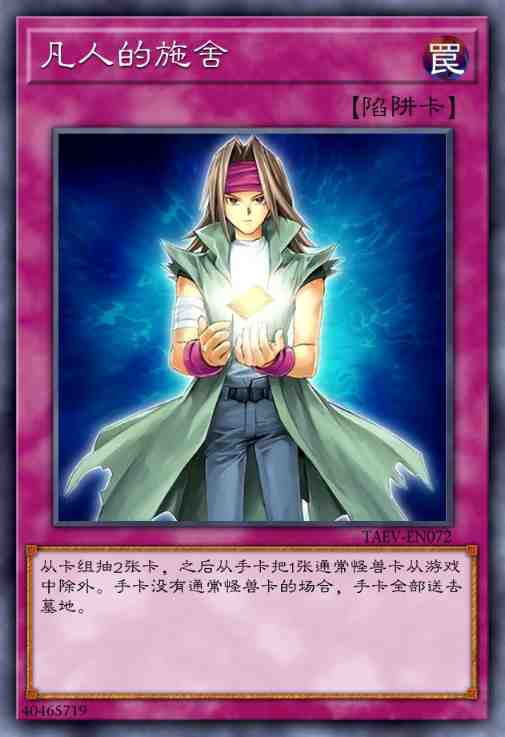 凡人的施舍
罠
【陷阱卡】
TAEV-EN072
从卡组抽2张卡，之后从手卡把1张通常怪兽卡从游戏
中除外。手卡没有通常怪兽卡的场合，手卡全部送去
墓地。
40465719